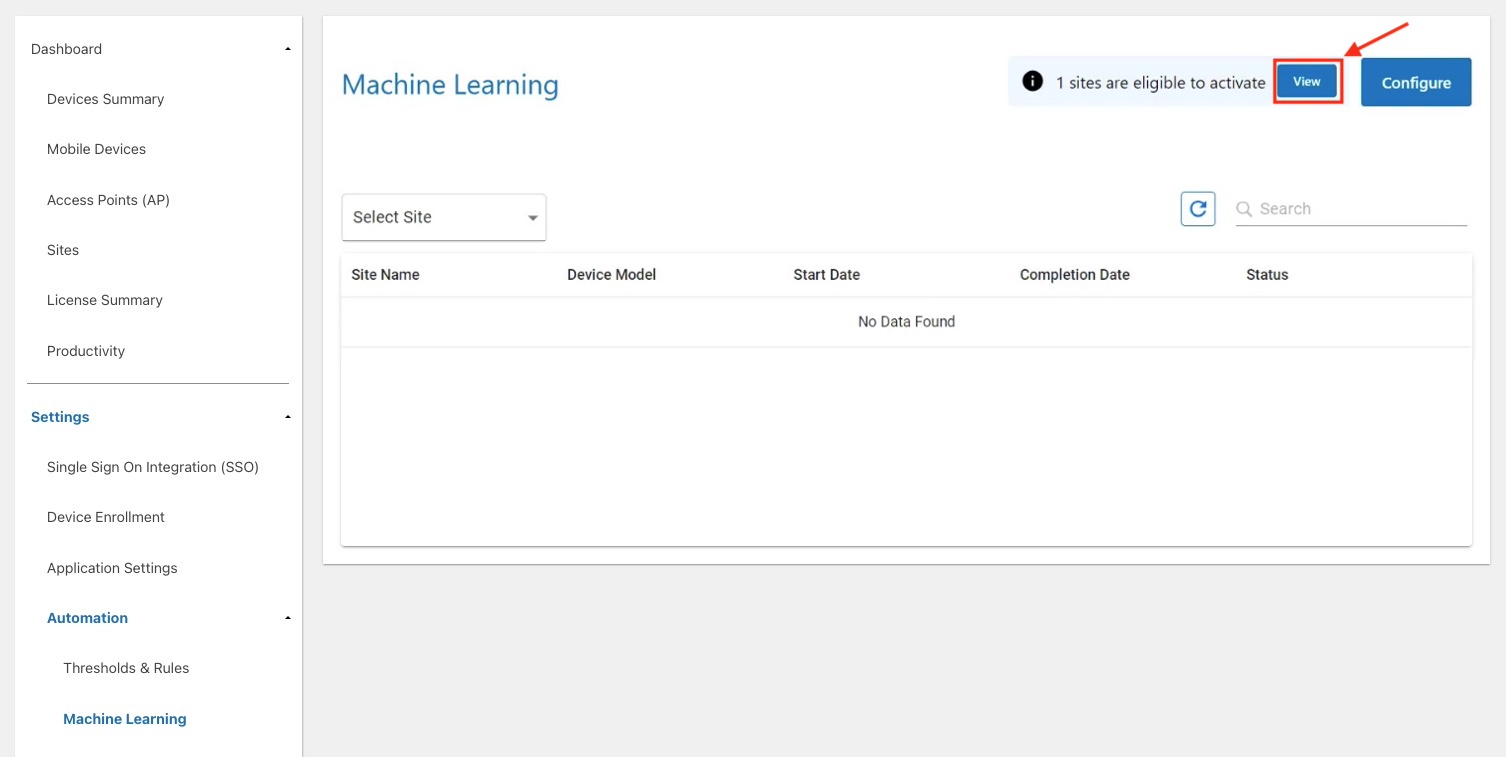 Dashboard
Devices Summary
Mobile Devices
Access Points (AP)
Sites
License Summary
Productivity
Settings
Single Sign On Integration (SSO)
Device Enrollment
Application Settings
Automation
Thresholds & Rules
Machine Learning
Machine Learning
1 sites are eligible to activate View Configure
Select Site Search
Site Name Device Model Start Date Completion Date Status
No Data Found